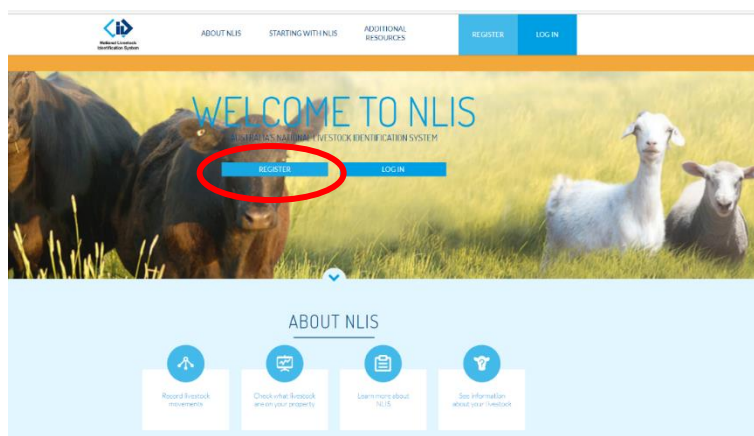 National Livestock
Identification System
ABOUT NLIS
STARTING WITH NLIS
ADDITIONAL
RESOURCES
REGISTER
LOG IN
WELCOME TO NLIS
AUSTRALIA'S NATIONAL LIVESTOCK IDENTIFICATION SYSTEM
REGISTER
LOG IN
ABOUT NLIS
Record livestock
movements
Check what livestock
are on your property
Learn more about
NLIS
See information
about your livestock